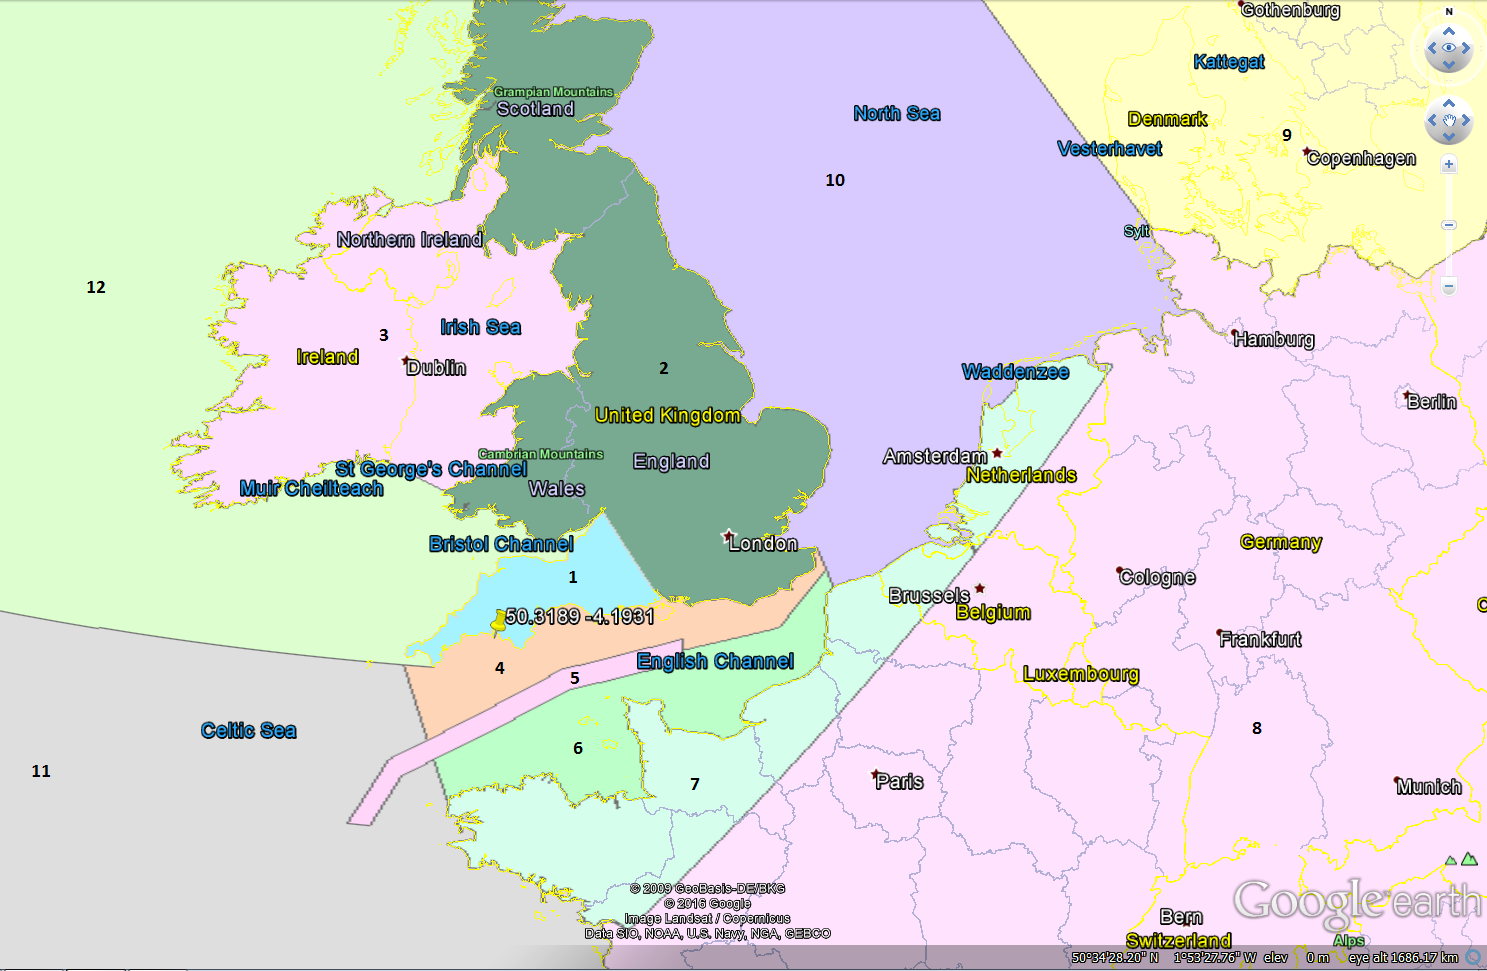 Gothenburg
N
Kattegat
Grampian Mountains
Scotland
North Sea
Denmark
9
Vesterhavet
Copenhagen
10
Sylt
Northern Ireland
12
Irish Sea
3
Ireland
Dublin
2
Hamburg
Waddenzee
Berlin
United Kingdom
Cambrian Mountains
England
Amsterdam
Netherlands
St George's Channel
Muir Cheilteach
Wales
London
Bristol Channel
Germany
1
Cologne
Brussels
Belgium
50.3189 -4.1931
Frankfurt
4
English Channel
5
Luxembourg
Celtic Sea
6
8
11
7
Paris
Munich
© 2009 GeoBasis-DE/BKG
© 2016 Google
Image Landsat / Copernicus
Data SIO, NOAA, U.S. Navy, NGA, GEBCO
Google earth
Bern
Switzerland
Alps
50°34'28.20" N 1°53'27.76" W elev 0 m eye alt 1686.17 km